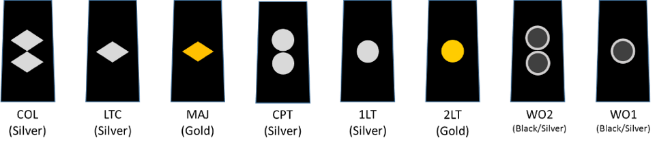 COL LTC MAJ CPT 1LT 2LT WO2 WO1
(Silver) (Silver) (Gold) (Silver) (Silver) (Gold) (Black/Silver) (Black/Silver)